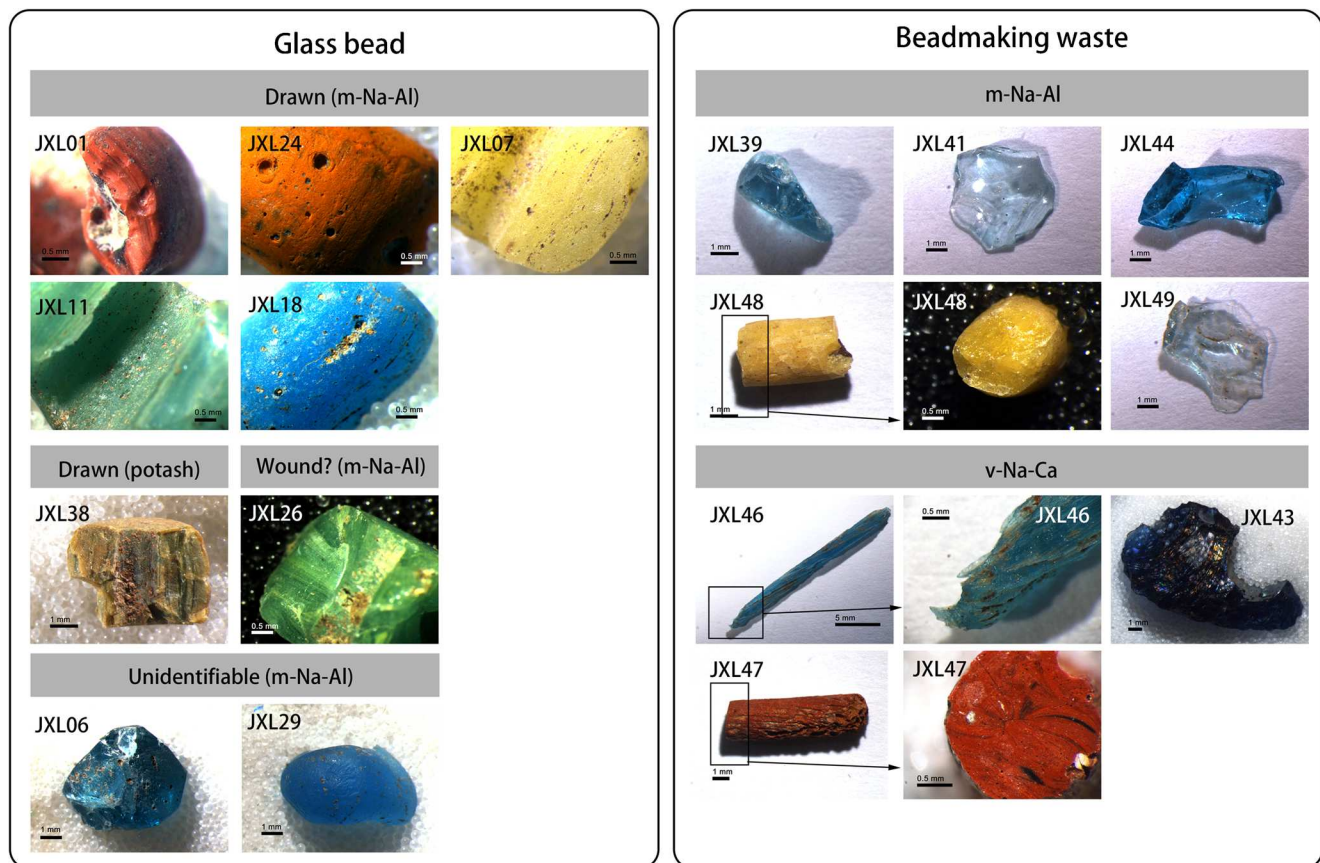 Glass bead
Drawn (m-Na-Al)
JXL01
0.5 mm
JXL24
0.5 mm
JXL07
0.5 mm
JXL11
0.5 mm
JXL18
0.5 mm
Drawn (potash)
JXL38
1 mm
Wound? (m-Na-Al)
JXL26
0.5 mm
Unidentifiable (m-Na-Al)
JXL06
1 mm
JXL29
1 mm
Beadmaking waste
m-Na-Al
JXL39
1 mm
JXL41
1 mm
JXL44
1 mm
JXL48
1 mm
JXL48
0.5 mm
JXL49
1 mm
v-Na-Ca
JXL46
5 mm
0.5 mm
JXL46
JXL43
1 mm
JXL47
1 mm
JXL47
0.5 mm